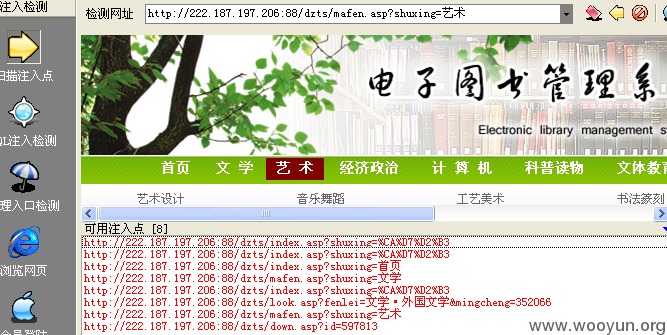 注入检测
检测网址 http://222.187.197.206:88/dzts/mafen.asp?shuxing=艺术
扫描注入点
注入检测
理入口检测
浏览网页
电子图书管理系
Electronic library management s
首页 文 学 艺 术 经济政治 计 算 机 科普读物 文体教育
艺术设计 音乐舞蹈 工艺美术 书法篆刻
可用注入点 [8]
http://222.187.197.206:88/dzts/index.asp?shuxing=%CA%D7%D2%B3
http://222.187.197.206:88/dzts/index.asp?shuxing=%CA%D7%D2%B3
http://222.187.197.206:88/dzts/index.asp?shuxing=首页
http://222.187.197.206:88/dzts/mafen.asp?shuxing=文学
http://222.187.197.206:88/dzts/index.asp?shuxing=%CA%D7%D2%B3
http://222.187.197.206:88/dzts/look.asp?fenlei=文学·外国文学&mingcheng=352066
http://222.187.197.206:88/dzts/mafen.asp?shuxing=艺术
http://222.187.197.206:88/dzts/down.asp?id=597813
www.wooyun.org